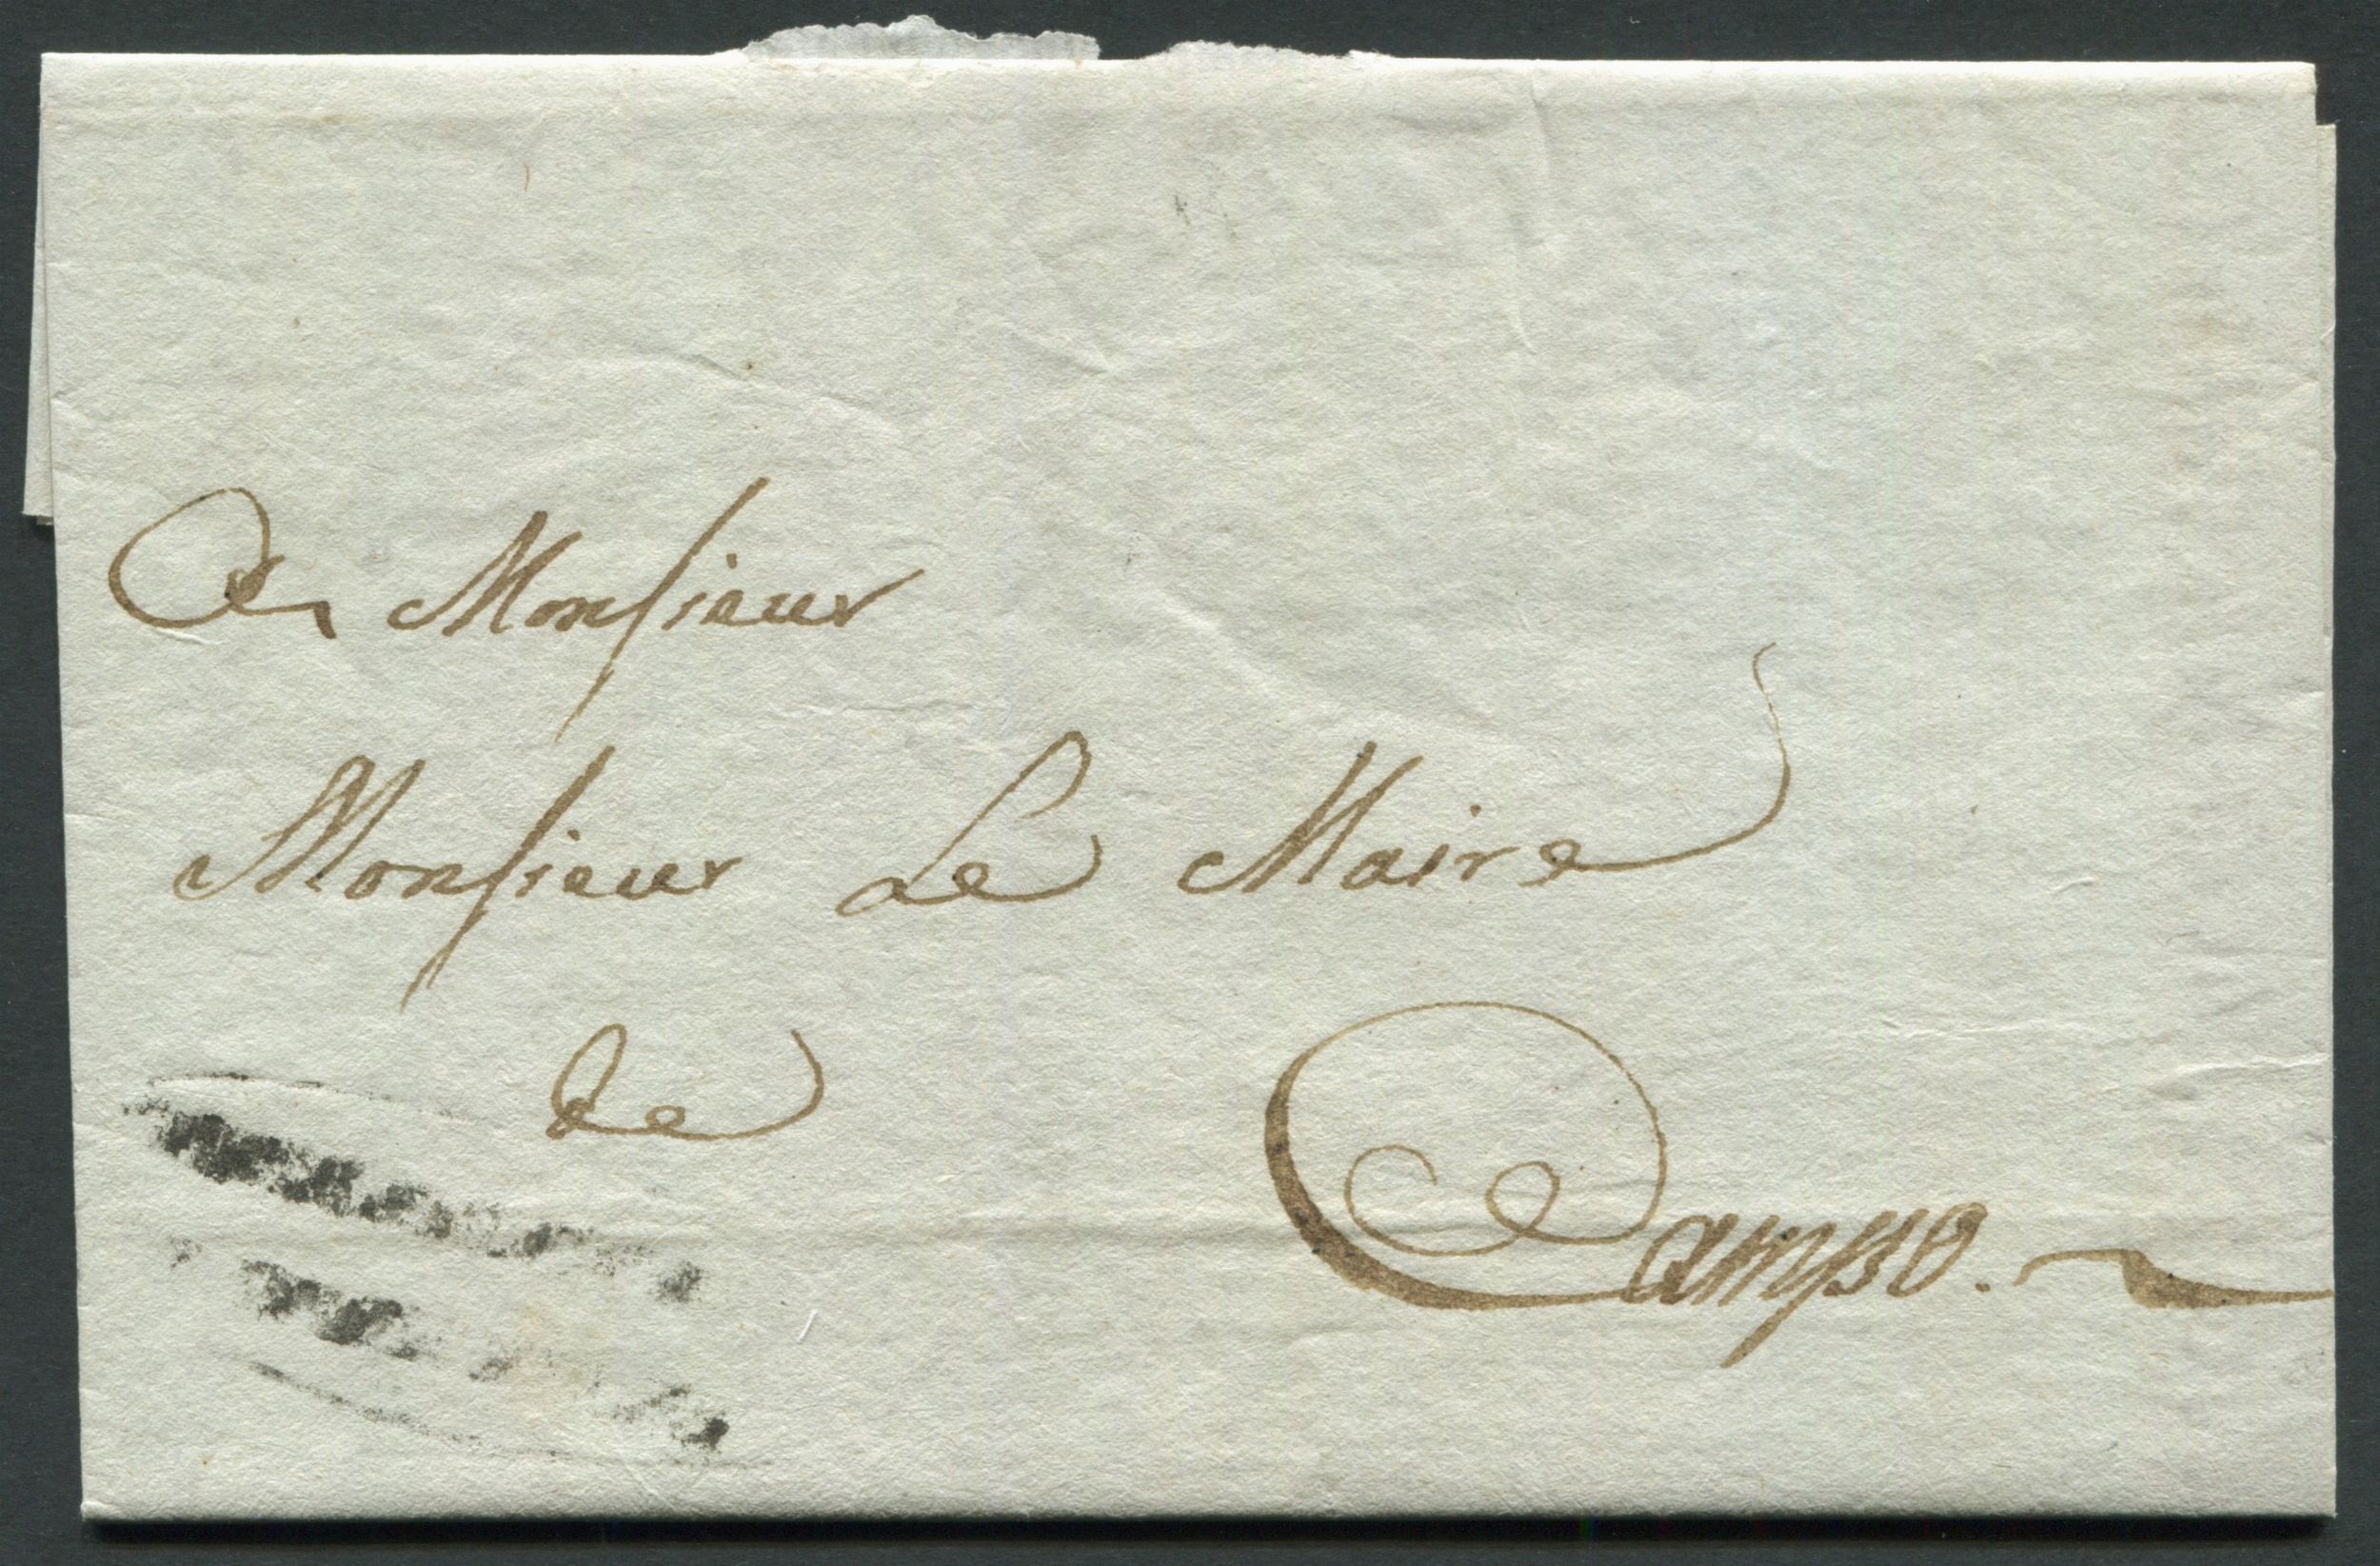 A Monsieur
Monsieur Le Maire
de
Campo.